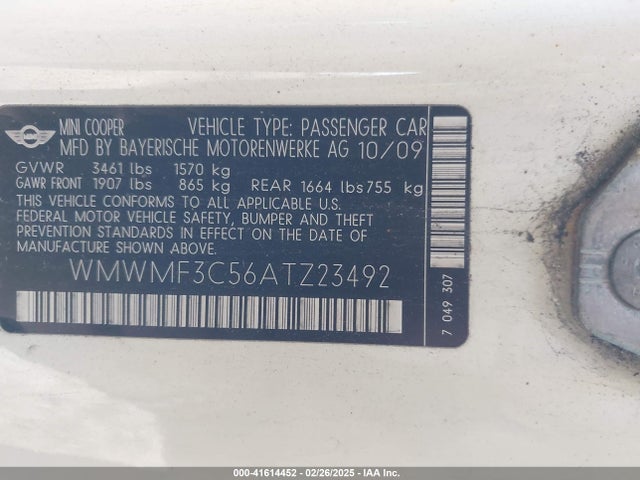 MINI COOPER VEHICLE TYPE: PASSENGER CAR
MFD BY BAYERISCHE MOTORENWERKE AG 10/09
GVWR 3461 lbs 1570 kg
GAWR FRONT 1907 lbs 865 kg REAR 1664 lbs 755 kg
THIS VEHICLE CONFORMS TO ALL APPLICABLE U.S.
FEDERAL MOTOR VEHICLE SAFETY, BUMPER AND THEFT
PREVENTION STANDARDS IN EFFECT ON THE DATE
OF MANUFACTURE SHOWN ABOVE.
WMWMF3C56ATZ23492
7 049 307
000-41614452 • 02/26/2025 • IAA Inc.